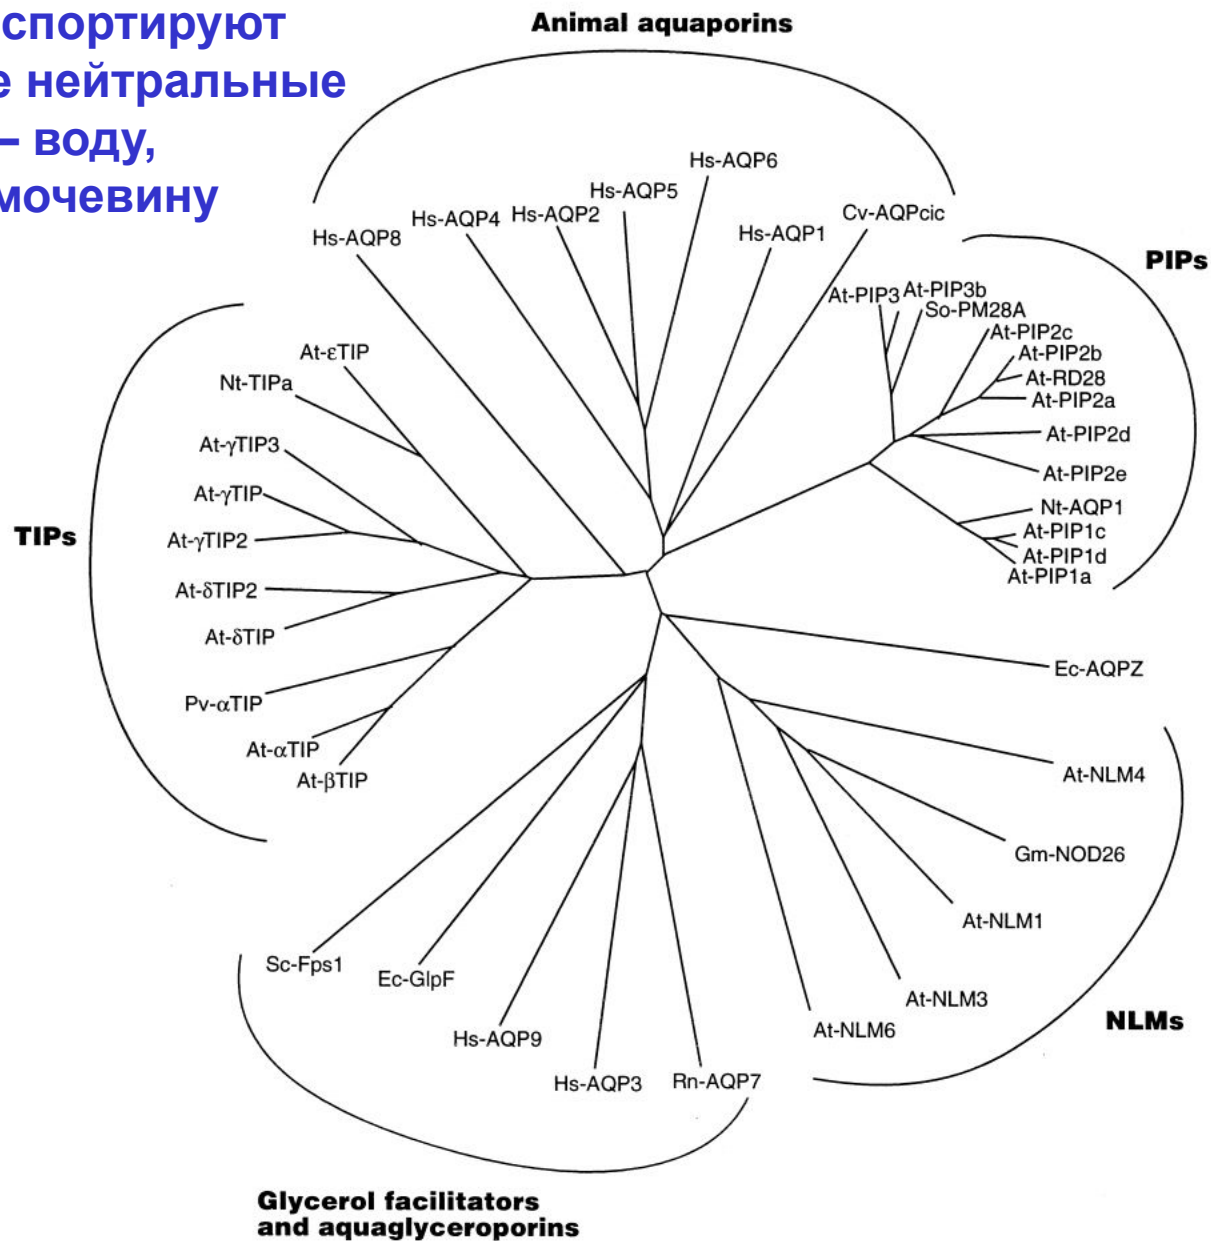 спортируют
е нейтральные
– воду,
мочевину
Animal aquaporins
Hs-AQP8
Hs-AQP4
Hs-AQP2
Hs-AQP5
Hs-AQP6
Hs-AQP1
Cv-AQPcic
PIPs
At-PIP3
At-PIP3b
So-PM28A
At-PIP2c
At-PIP2b
At-RD28
At-PIP2a
At-PIP2d
At-PIP2e
Nt-AQP1
At-PIP1c
At-PIP1d
At-PIP1a
TIPs
At-εTIP
Nt-TIPa
At-γTIP3
At-γTIP
At-γTIP2
At-δTIP2
At-δTIP
Pv-αTIP
At-αTIP
At-βTIP
Ec-AQPZ
At-NLM4
Gm-NOD26
At-NLM1
At-NLM3
At-NLM6
NLMs
Sc-Fps1
Ec-GlpF
Hs-AQP9
Hs-AQP3
Rn-AQP7
Glycerol facilitators
and aquaglyceroporins